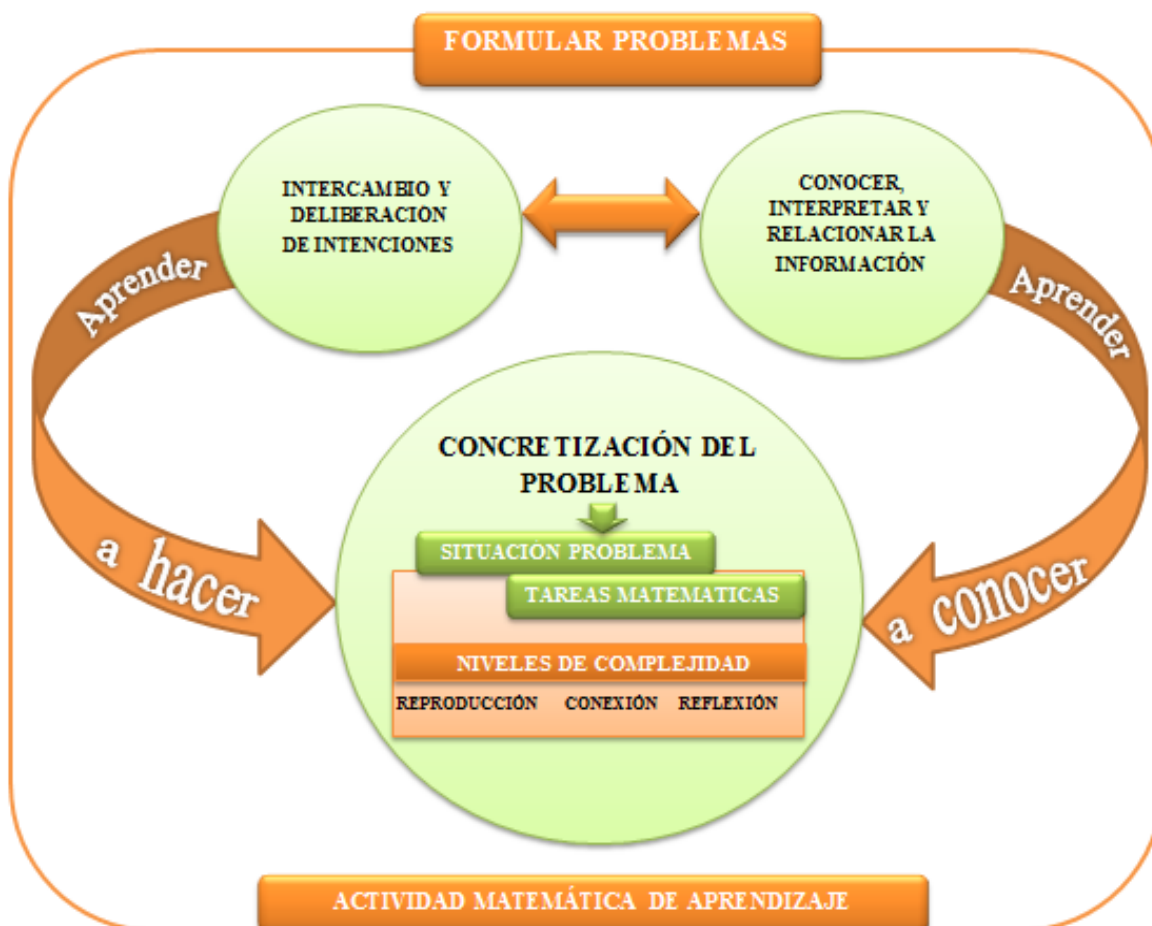 FORMULAR PROBLEMAS
INTERCAMBIO Y
DELIBERACIÓN
DE INTENCIONES
CONOCER,
INTERPRETAR Y
RELACIONAR LA
INFORMACIÓN
Aprender
a hacer
Aprender
a conocer
CONCRETIZACIÓN DEL
PROBLEMA
SITUACIÓN PROBLEMA
TAREAS MATEMATICAS
NIVELES DE COMPLEJIDAD
REPRODUCCIÓN CONEXIÓN REFLEXIÓN
ACTIVIDAD MATEMÁTICA DE APRENDIZAJE